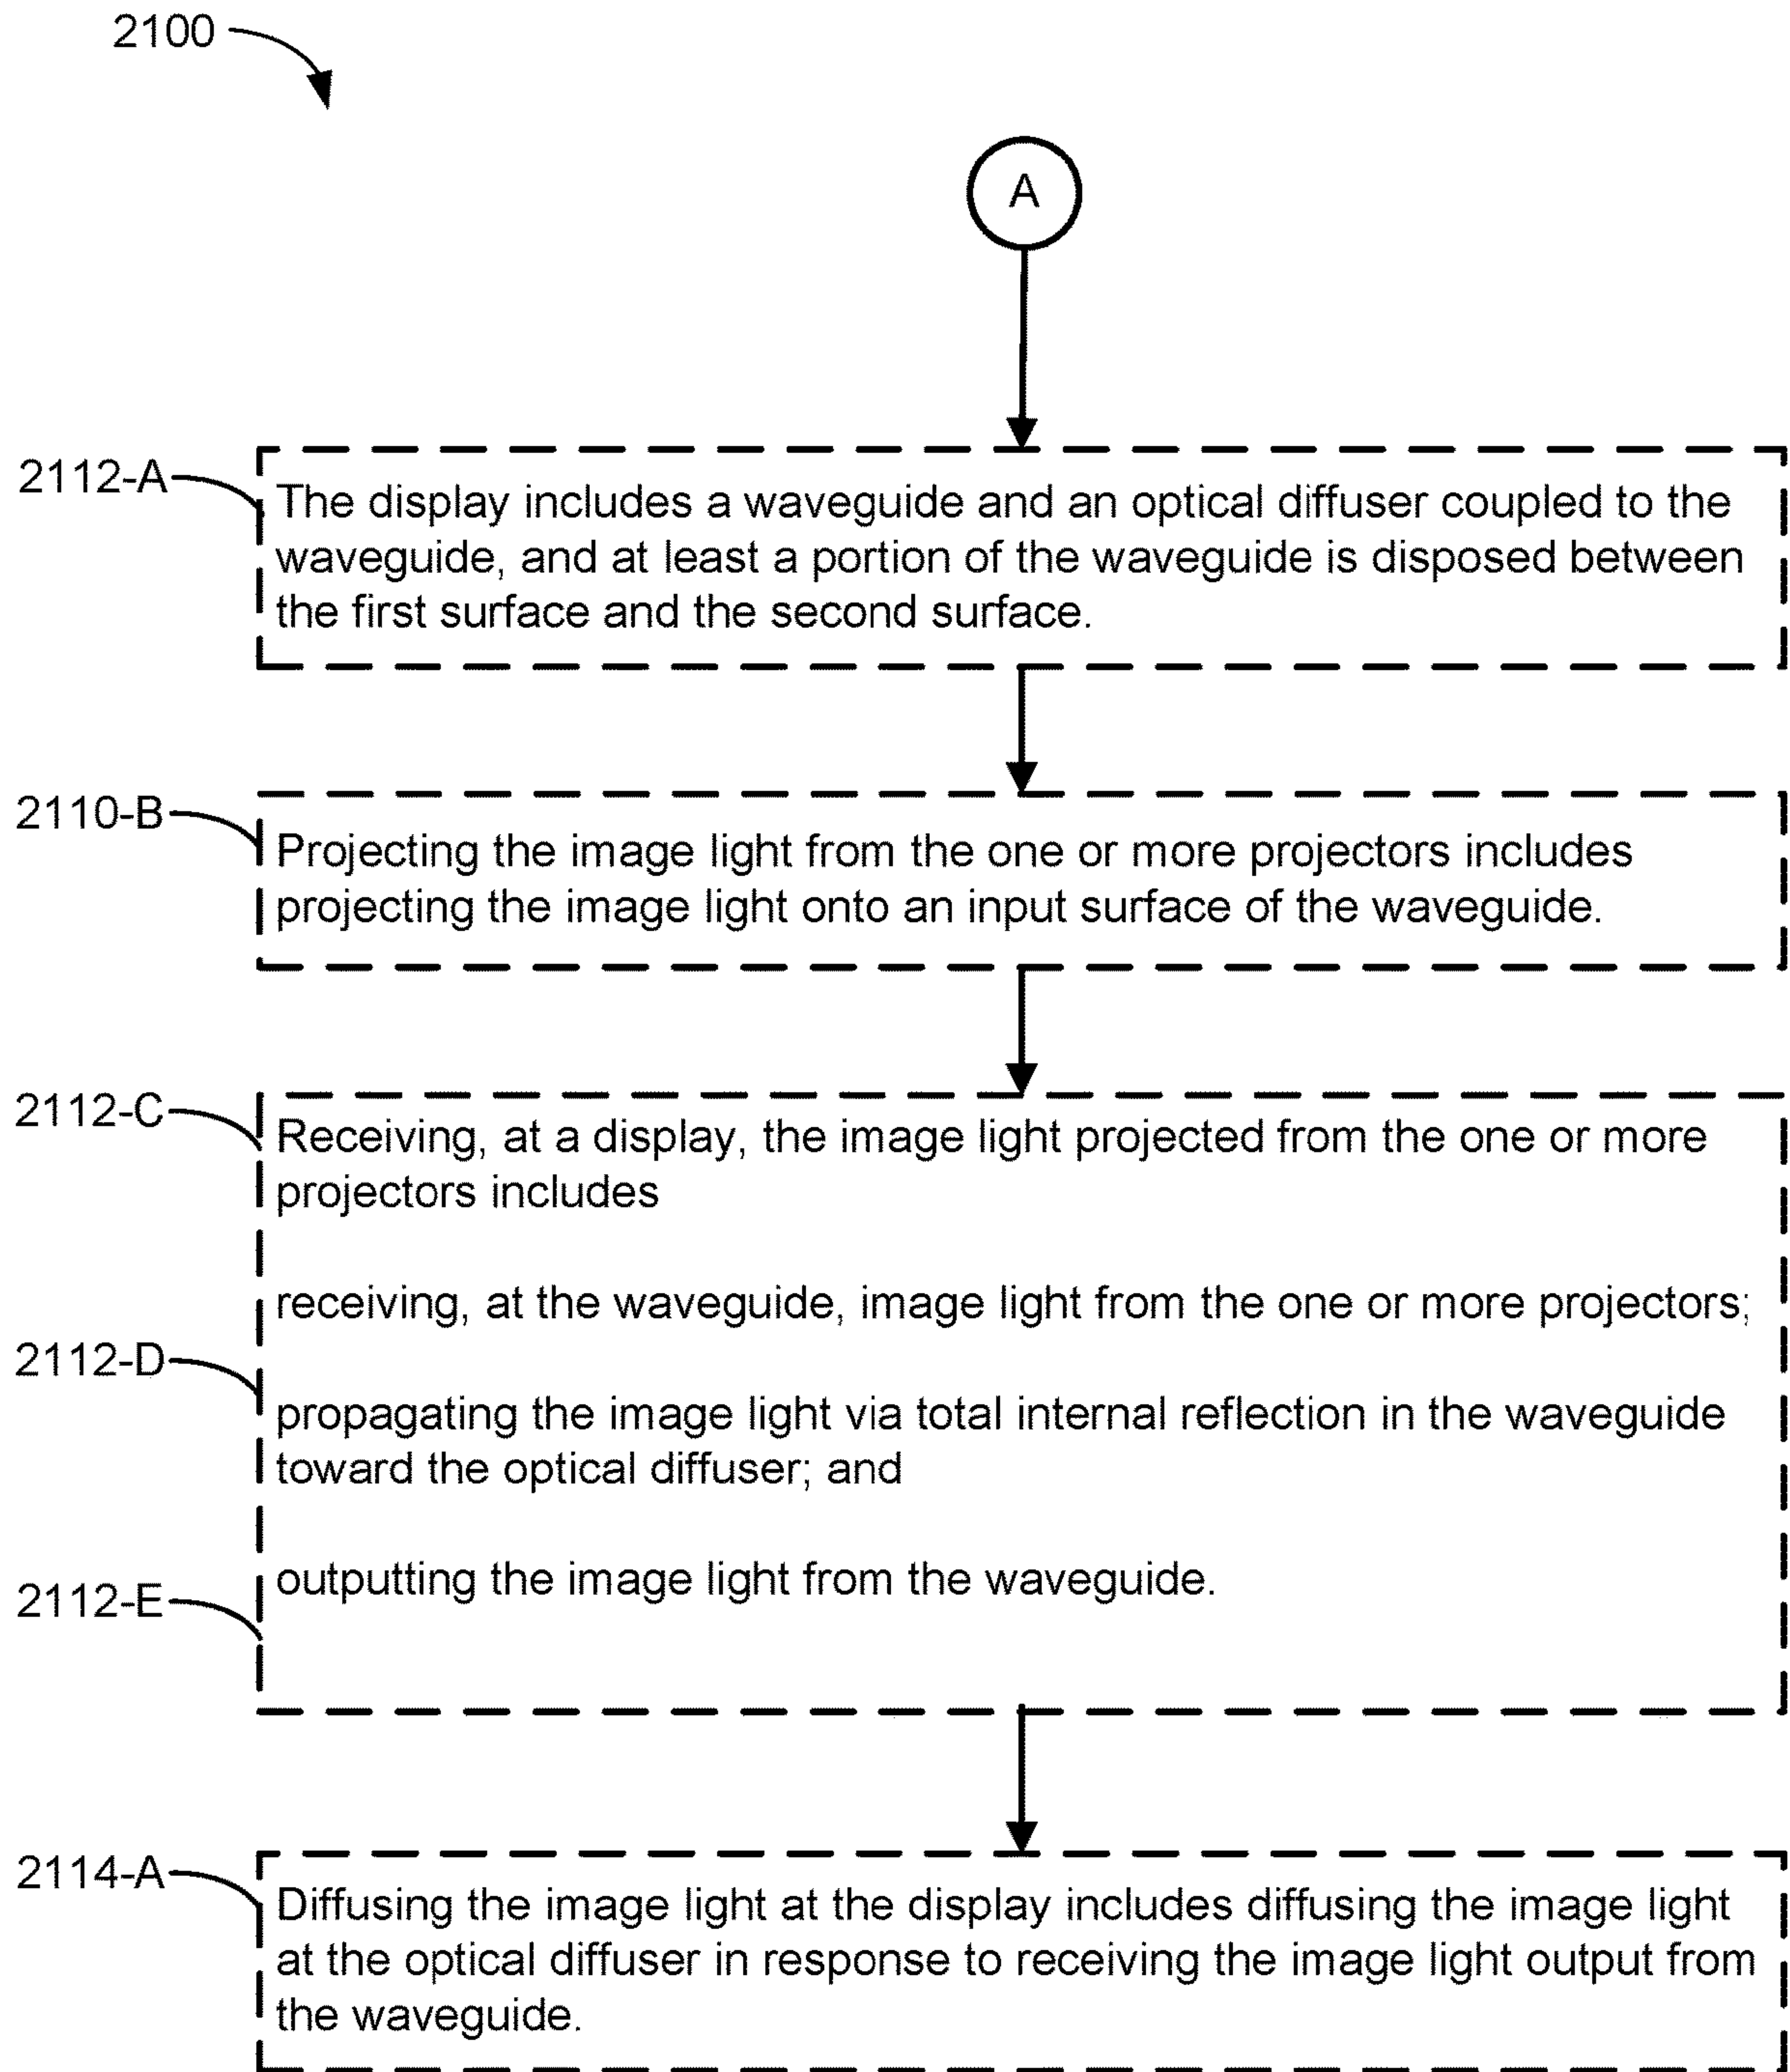 2100
A
2112-A
The display includes a waveguide and an optical diffuser coupled to the
waveguide, and at least a portion of the waveguide is disposed between
the first surface and the second surface.
2110-B
Projecting the image light from the one or more projectors includes
projecting the image light onto an input surface of the waveguide.
2112-C
Receiving, at a display, the image light projected from the one or more
projectors includes
receiving, at the waveguide, image light from the one or more projectors;
2112-D
propagating the image light via total internal reflection in the waveguide
toward the optical diffuser; and
2112-E
outputting the image light from the waveguide.
2114-A
Diffusing the image light at the display includes diffusing the image light
at the optical diffuser in response to receiving the image light output from
the waveguide.